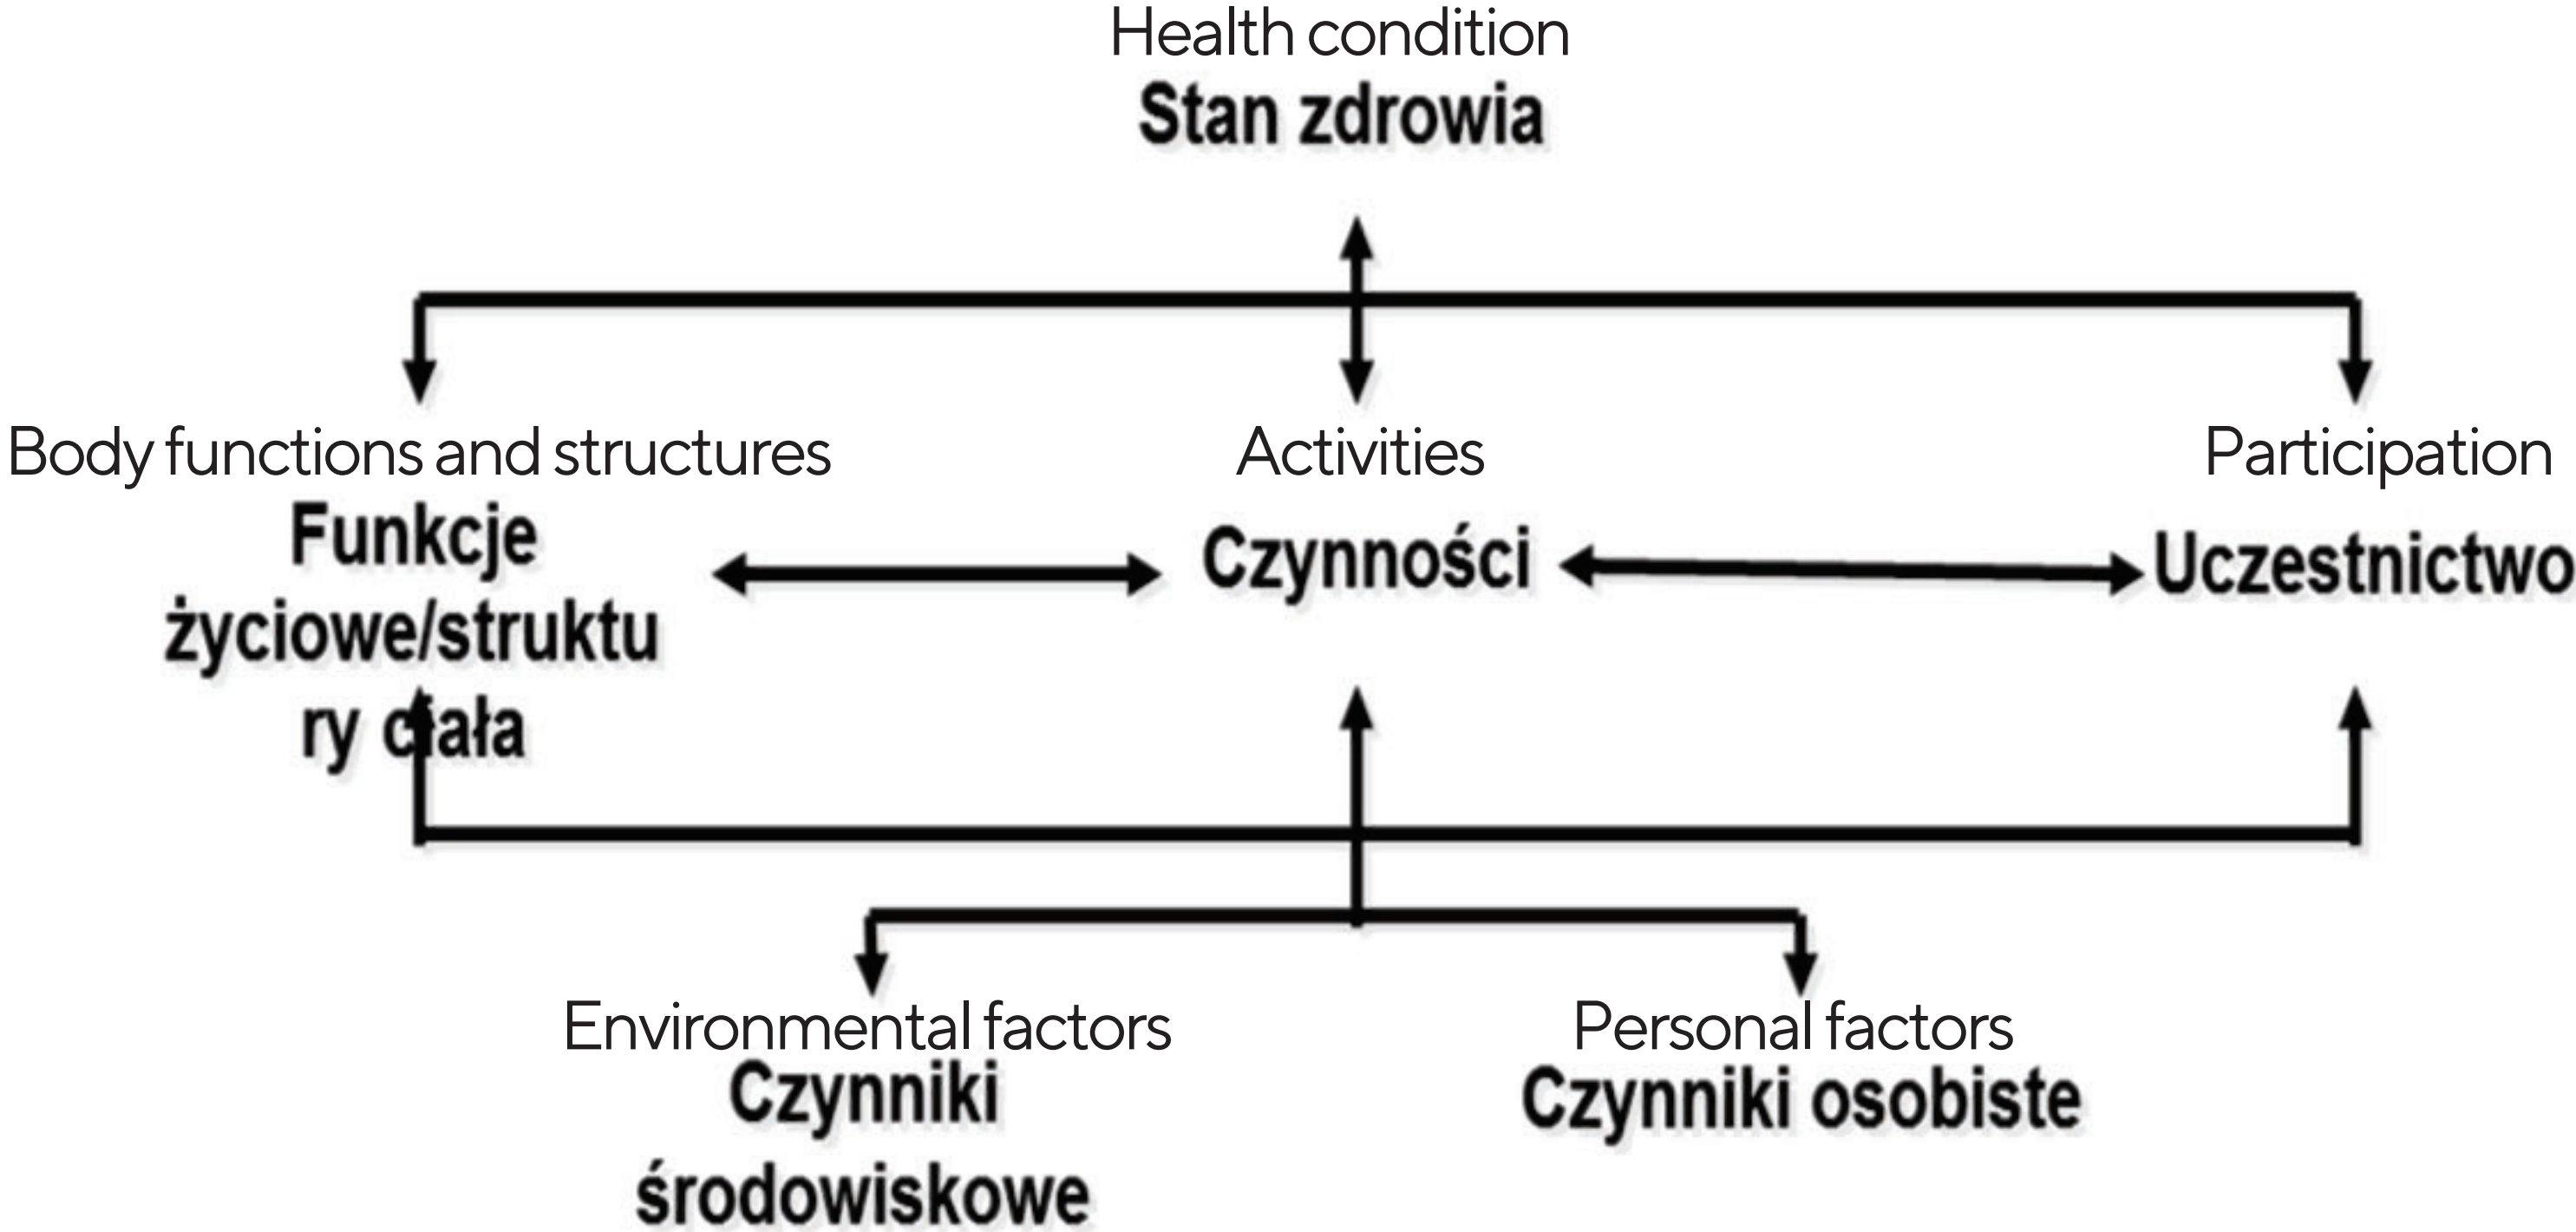 Health condition
Stan zdrowia
Body functions and structures
Funkcje
życiowe/struktu
ry ciała
Activities
Czynności
Participation
Uczestnictwo
Environmental factors
Czynniki
środowiskowe
Personal factors
Czynniki osobiste